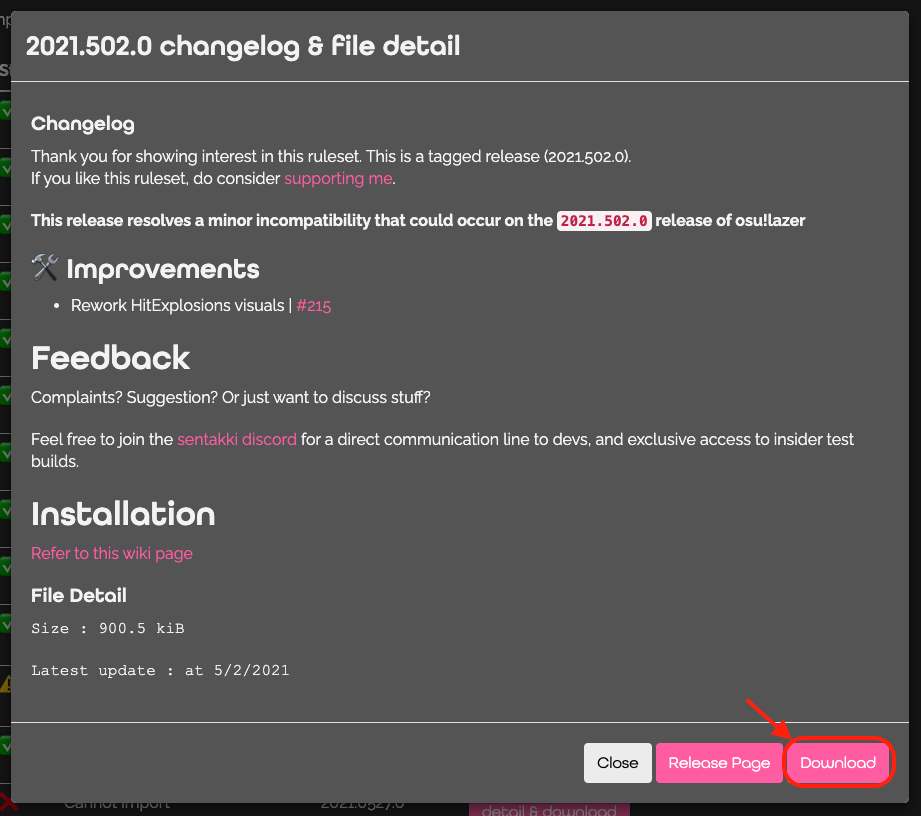 2021.502.0 changelog & file detail
Changelog
Thank you for showing interest in this ruleset. This is a tagged release (2021.502.0).
If you like this ruleset, do consider supporting me.
This release resolves a minor incompatibility that could occur on the 2021.502.0 release of osu!lazer
🛠️ Improvements
• Rework HitExplosions visuals | #215
Feedback
Complaints? Suggestion? Or just want to discuss stuff?
Feel free to join the sentakki discord for a direct communication line to devs, and exclusive access to insider test
builds.
Installation
Refer to this wiki page
File Detail
Size : 900.5 kiB
Latest update : at 5/2/2021
Close Release Page Download
Cannot import 2021.0527.0 detail & download